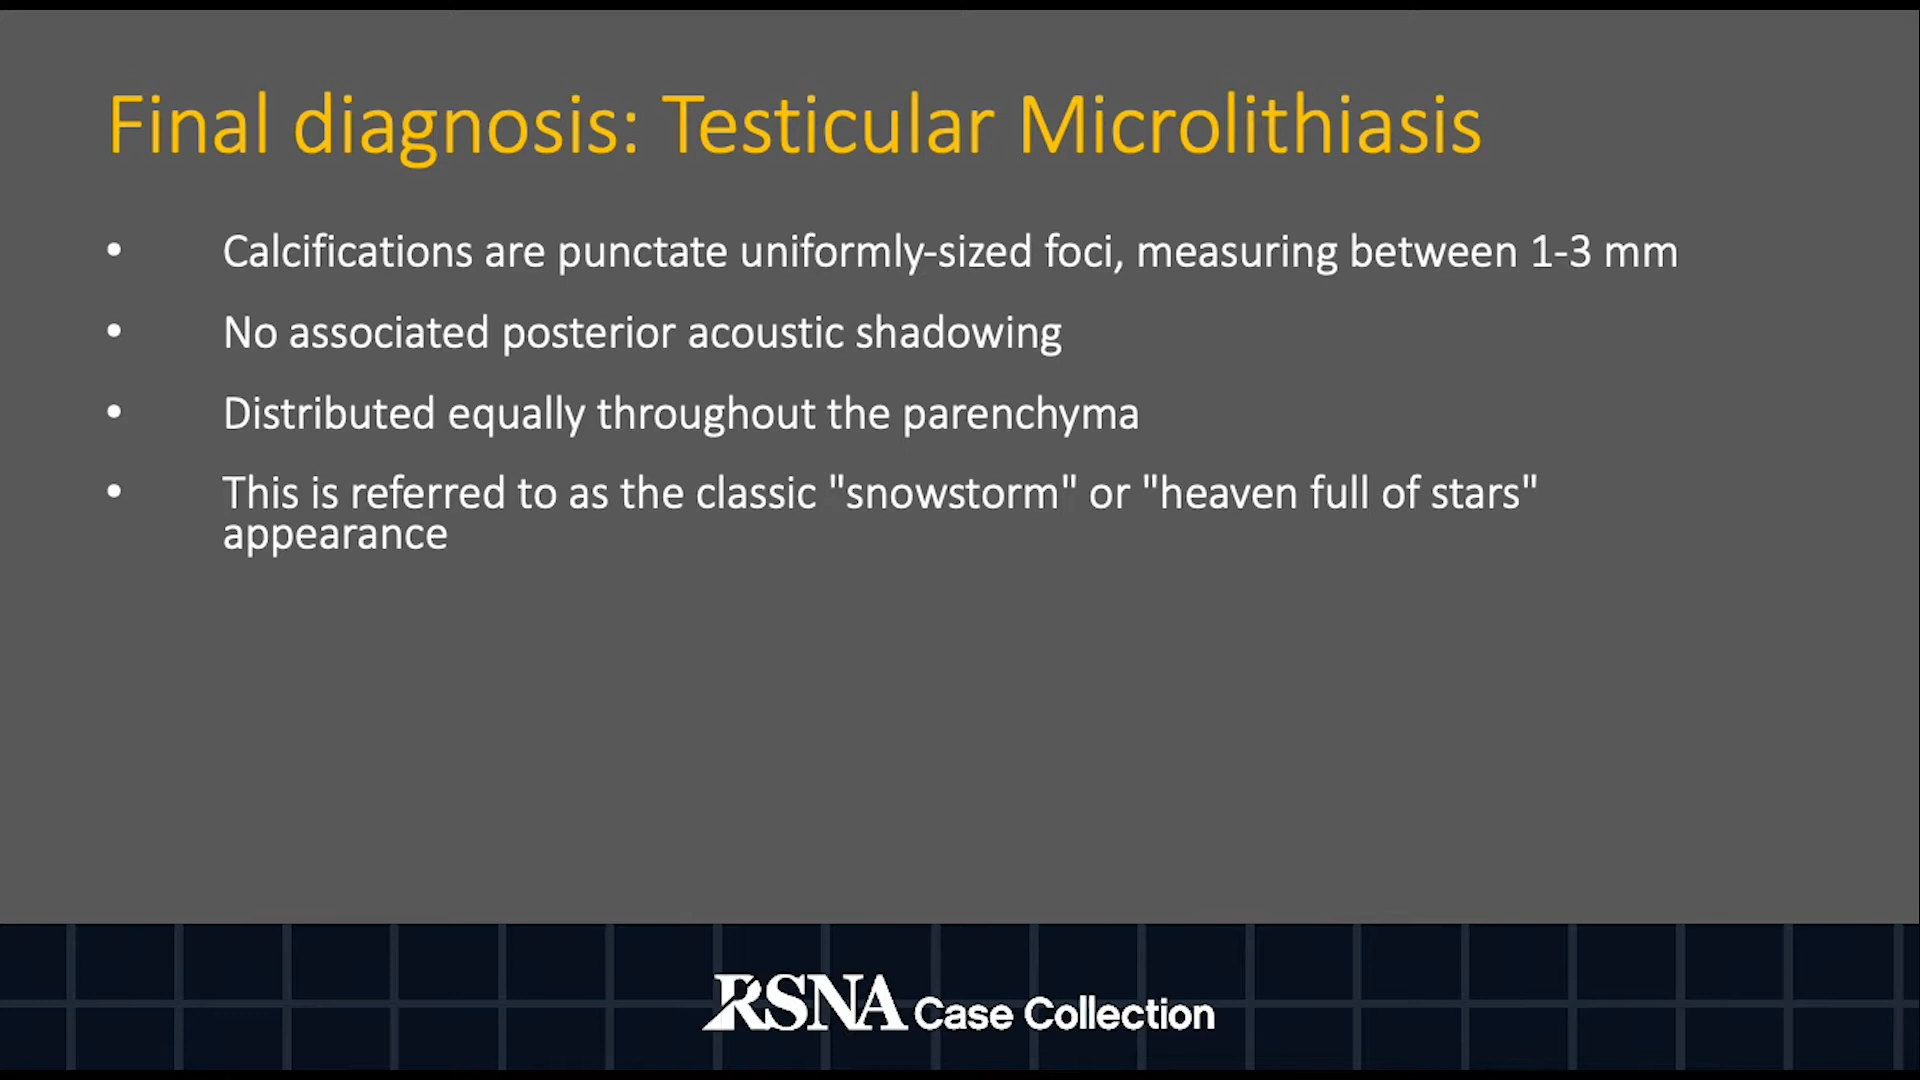 Final diagnosis: Testicular Microlithiasis
• Calcifications are punctate uniformly-sized foci, measuring between 1-3 mm
• No associated posterior acoustic shadowing
• Distributed equally throughout the parenchyma
• This is referred to as the classic "snowstorm" or "heaven full of stars"
appearance
RSNA Case Collection